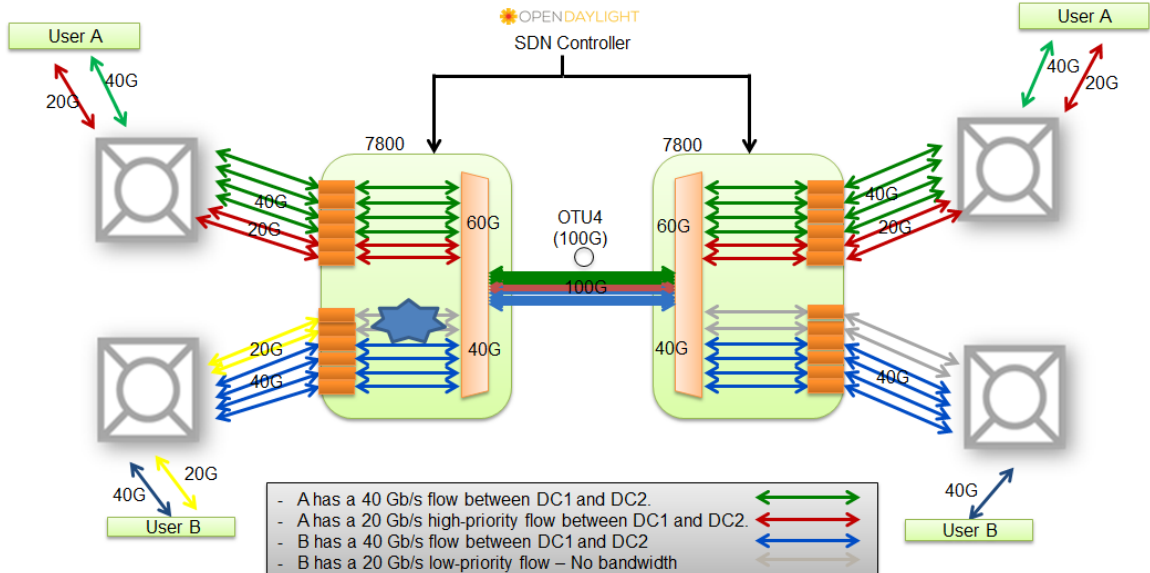 OPENDAYLIGHT
SDN Controller
User A
User A
40G
20G
40G
20G
7800
7800
40G
20G
60G
OTU4
(100G)
60G
40G
20G
100G
20G
40G
40G
40G
40G
20G
40G
40G
User B
User B
- A has a 40 Gb/s flow between DC1 and DC2.
- A has a 20 Gb/s high-priority flow between DC1 and DC2.
- B has a 40 Gb/s flow between DC1 and DC2
- B has a 20 Gb/s low-priority flow – No bandwidth